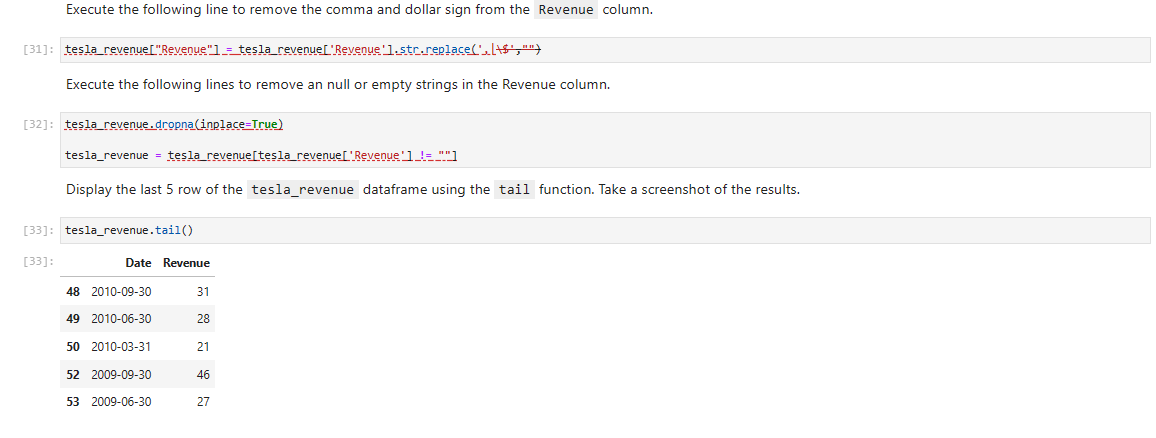 Execute the following line to remove the comma and dollar sign from the Revenue column.
[31]: tesla_revenue["Revenue"] = tesla_revenue['Revenue'].str.replace(',|\$',"")
Execute the following lines to remove an null or empty strings in the Revenue column.
[32]: tesla_revenue.dropna(inplace=True)
tesla_revenue = tesla_revenue[tesla_revenue['Revenue'] != ""]
Display the last 5 row of the tesla_revenue dataframe using the tail function. Take a screenshot of the results.
[33]: tesla_revenue.tail()
[33]: Date Revenue
48 2010-09-30 31
49 2010-06-30 28
50 2010-03-31 21
52 2009-09-30 46
53 2009-06-30 27